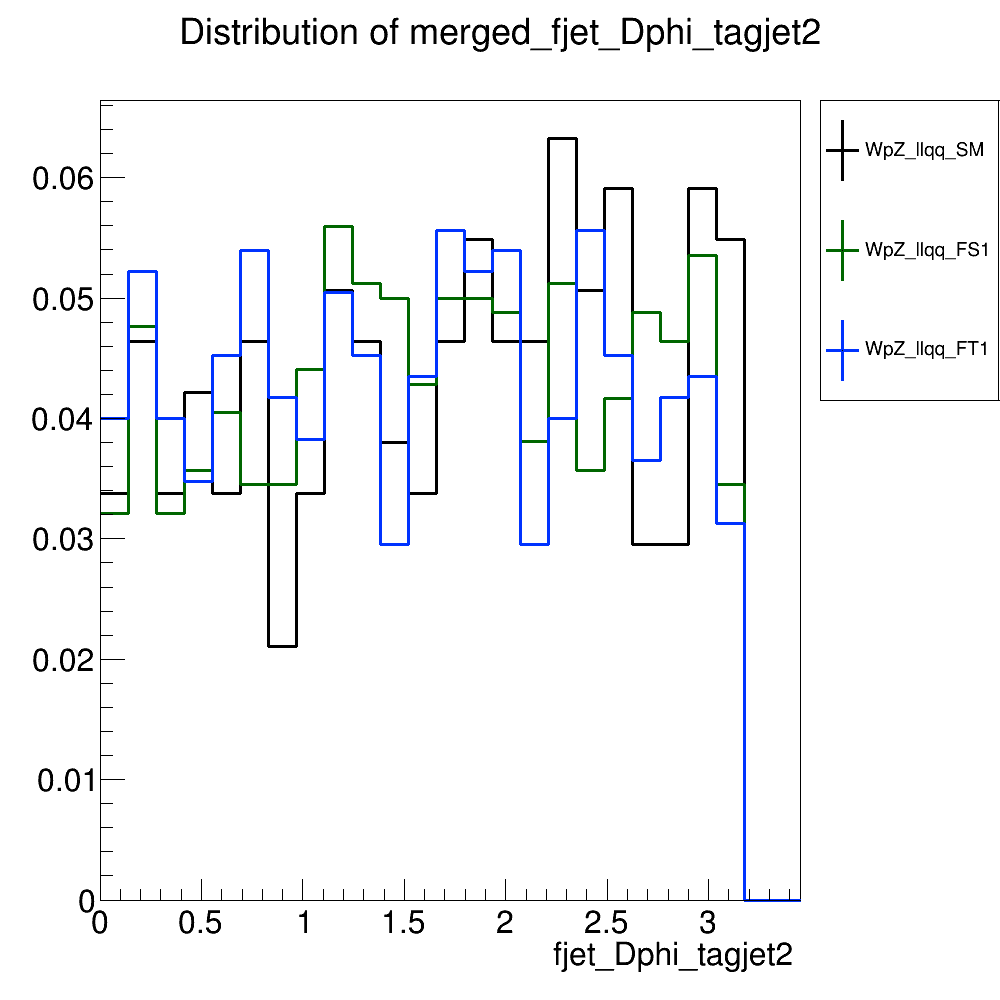 Distribution of merged_fjet_Dphi_tagjet2
WpZ_llqq_SM
WpZ_llqq_FS1
WpZ_llqq_FT1
0.06
0.05
0.04
0.03
0.02
0.01
0
0 0.5 1 1.5 2 2.5 3
fjet_Dphi_tagjet2